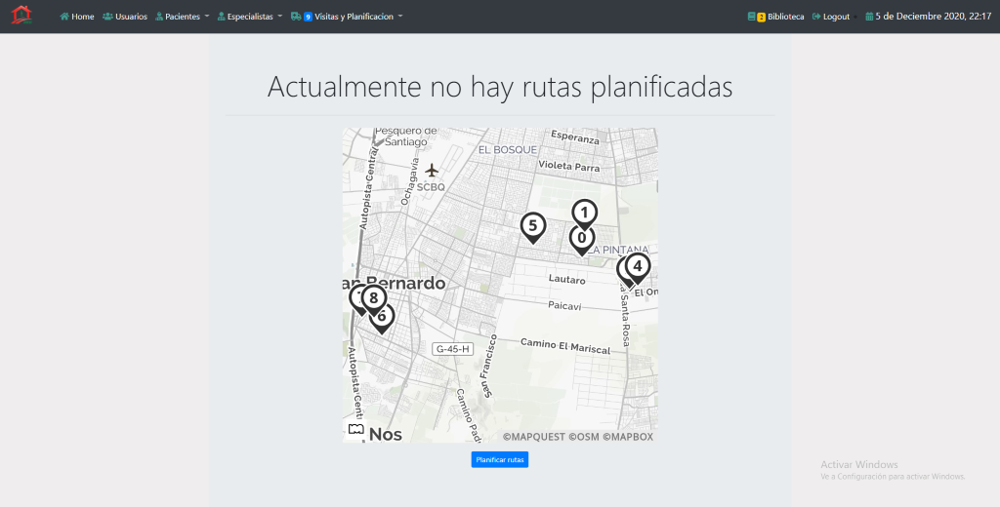 Home Usuarios Pacientes Especialistas 9 Visitas y Planificacion 2 Biblioteca Logout 5 de Deciembre 2020, 22:17
Actualmente no hay rutas planificadas
Pesquero de
Santiago
Esperanza
EL BOSQUE
Violeta Parra
Autopista Central
Ochagavía
SCBQ
1
5
0
LA PINTANA
4
Lautaro
an Bernardo
El Om
8
6
Paicaví
Santa Rosa
Camino El Mariscal
G-45-H
San Francisco
Autopista Cent
Camino Pad
Nos
©MAPQUEST ©OSM ©MAPBOX
Planificar rutas
Activar Windows
Ve a Configuración para activar Windows.